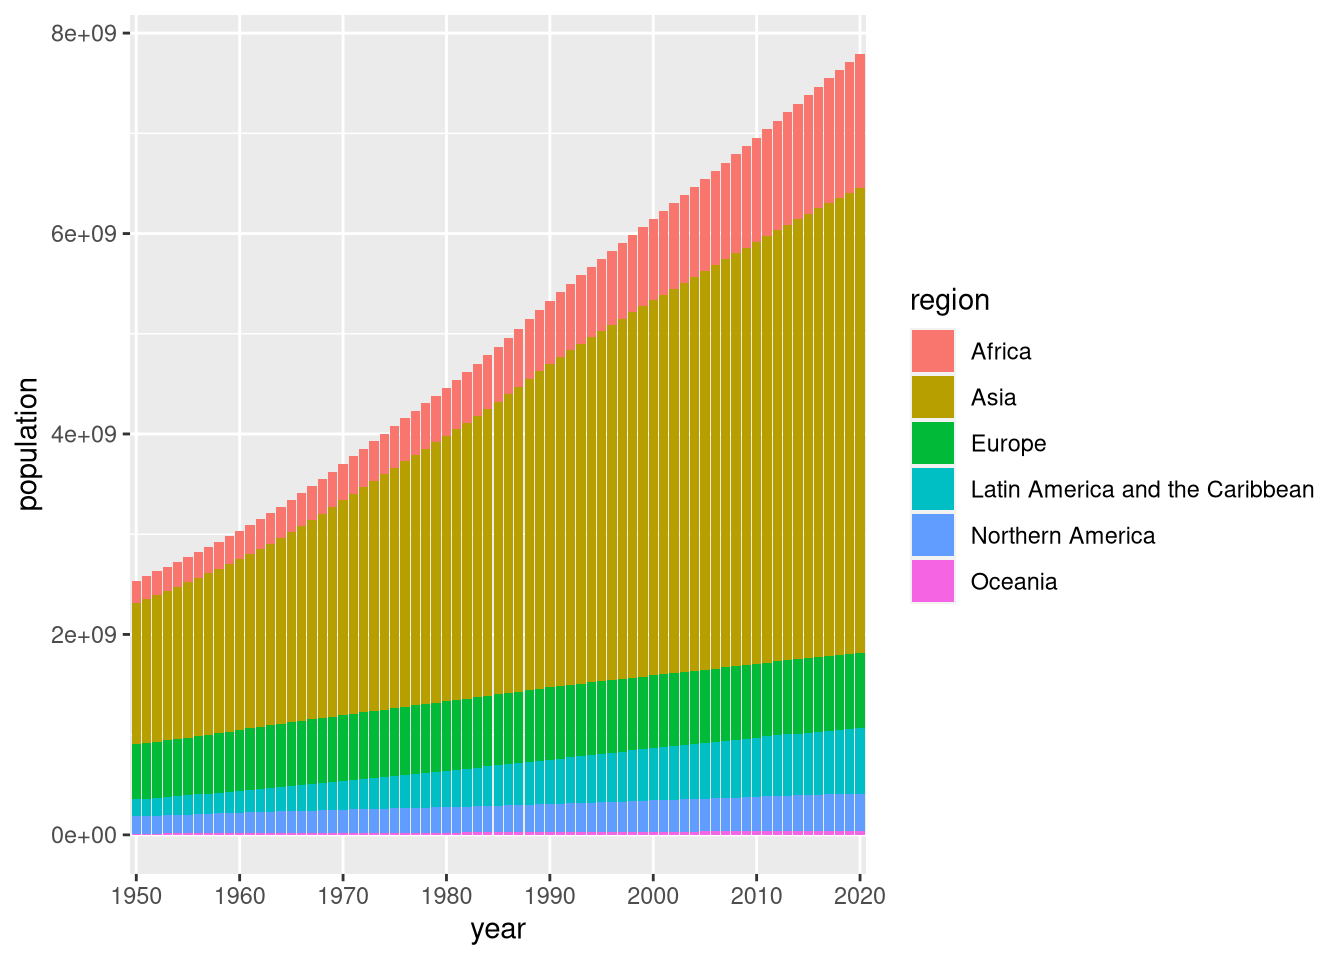 8e+09
6e+09
4e+09
2e+09
0e+00
population
1950 1960 1970 1980 1990 2000 2010 2020
year
region
Africa
Asia
Europe
Latin America and the Caribbean
Northern America
Oceania